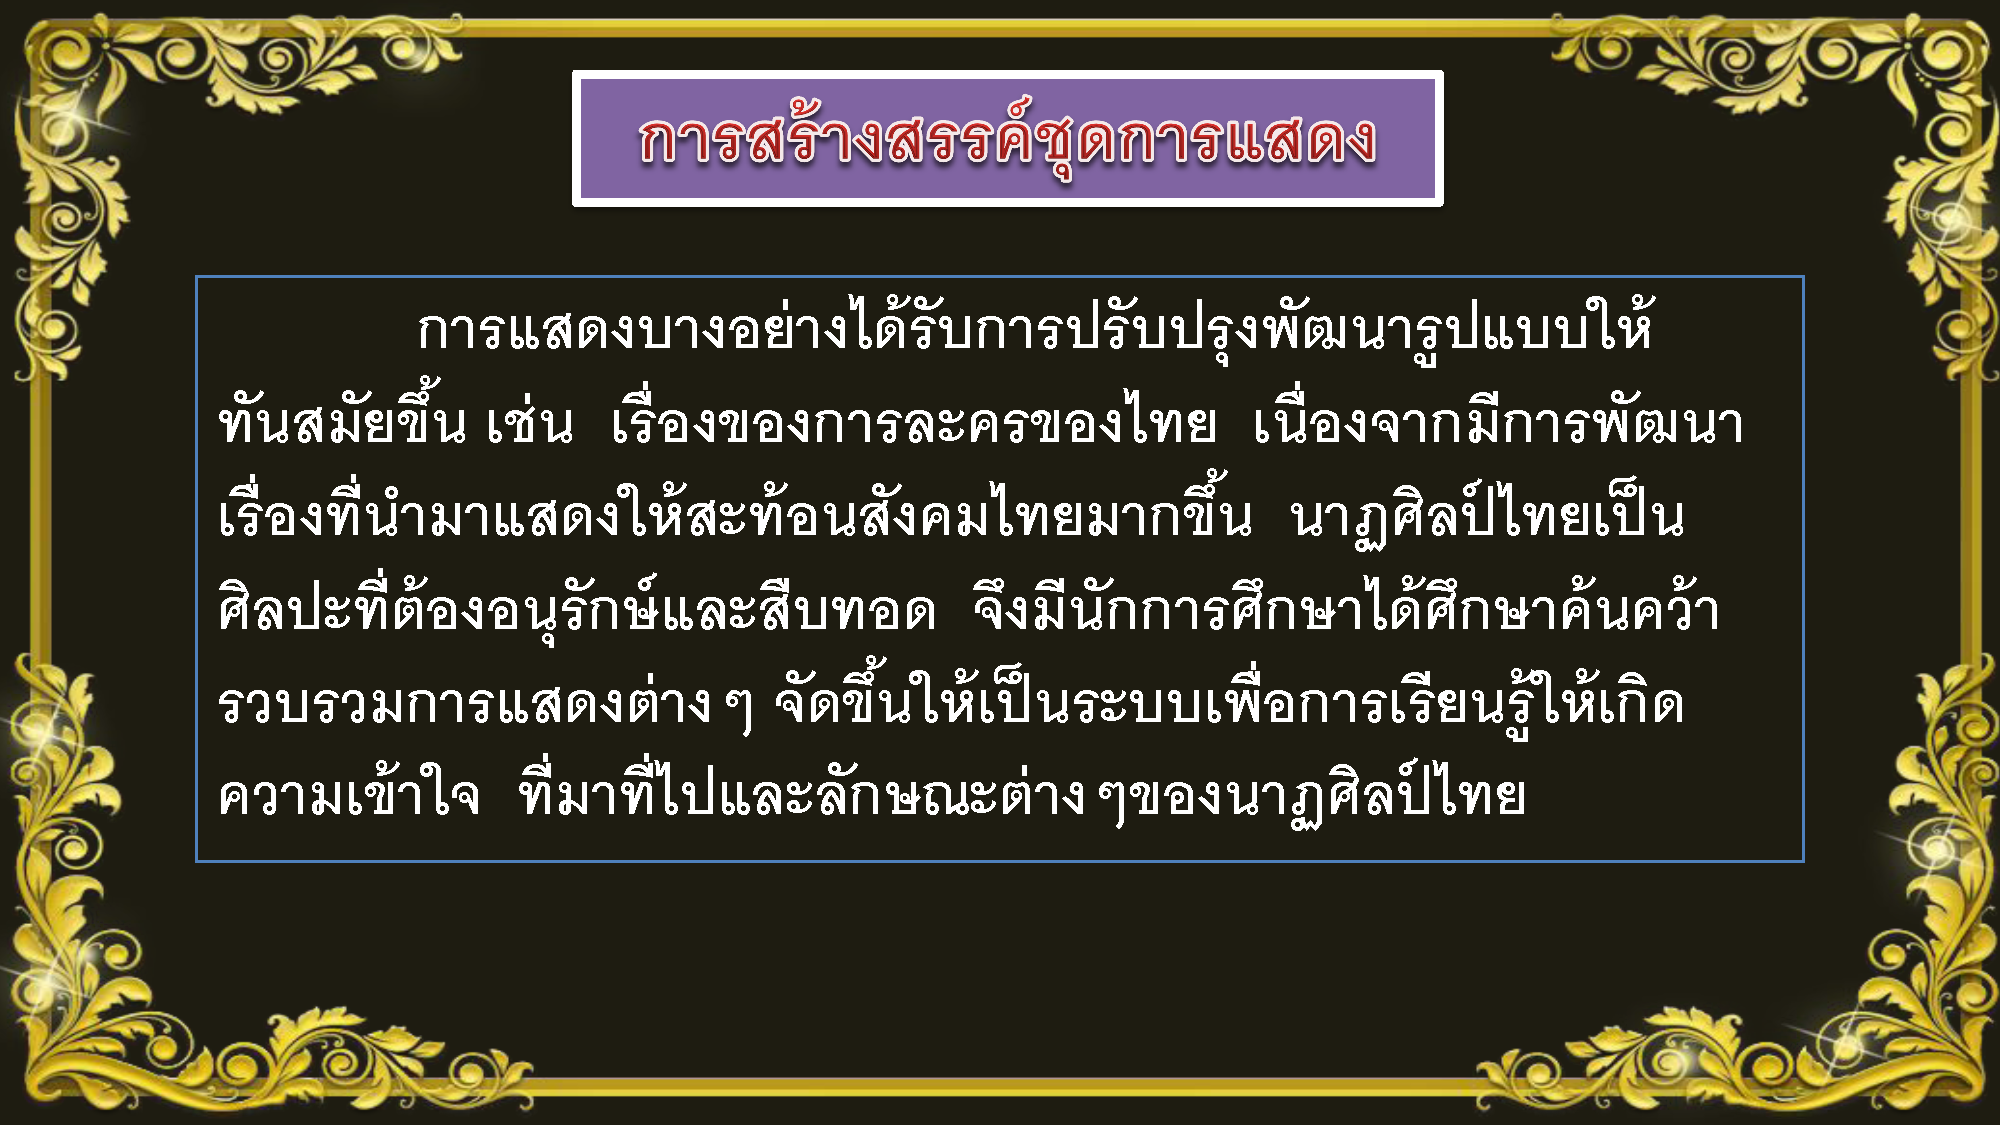 การสร้างสรรค์ชุดการแสดง
การแสดงบางอย่างได้รับการปรับปรุงพัฒนารูปแบบให้
ทันสมัยขึ้น เช่น เรื่องของการละครของไทย เนื่องจากมีการพัฒนา
เรื่องที่นำมาแสดงให้สะท้อนสังคมไทยมากขึ้น นาฏศิลป์ไทยเป็น
ศิลปะที่ต้องอนุรักษ์และสืบทอด จึงมีนักการศึกษาได้ศึกษาค้นคว้า
รวบรวมการแสดงต่าง ๆ จัดขึ้นให้เป็นระบบเพื่อการเรียนรู้ให้เกิด
ความเข้าใจ ที่มาที่ไปและลักษณะต่าง ๆของนาฏศิลป์ไทย